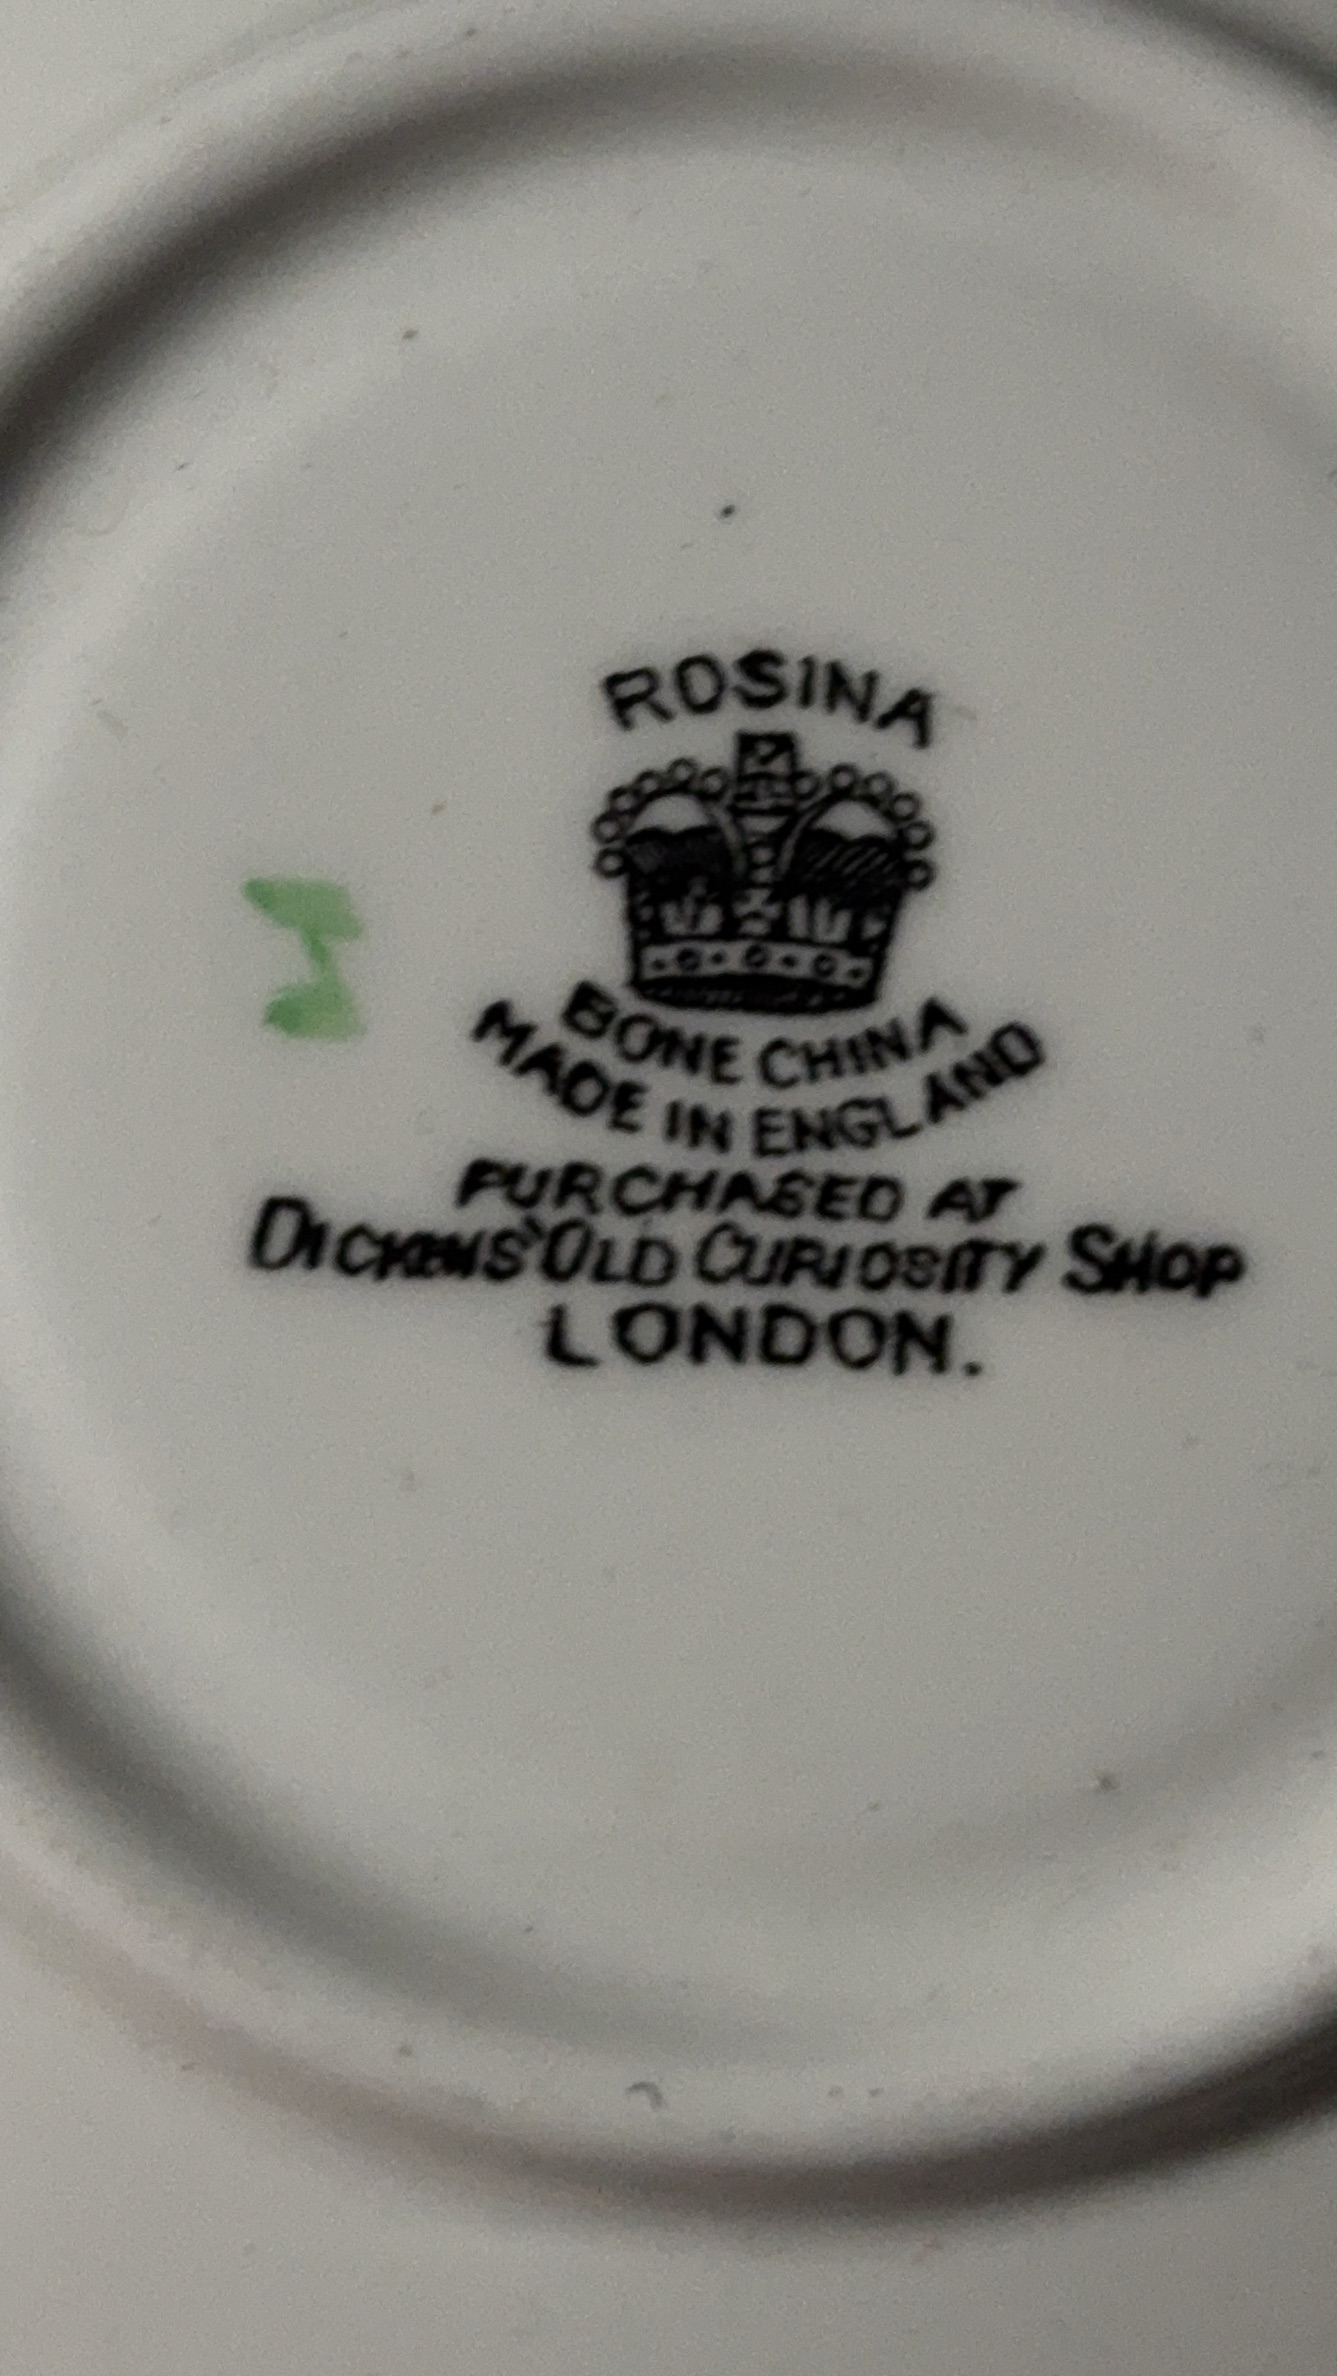 ROSINA
BONE CHINA
MADE IN ENGLAND
PURCHASED AT
DICKENS' OLD CURIOSITY SHOP
LONDON.